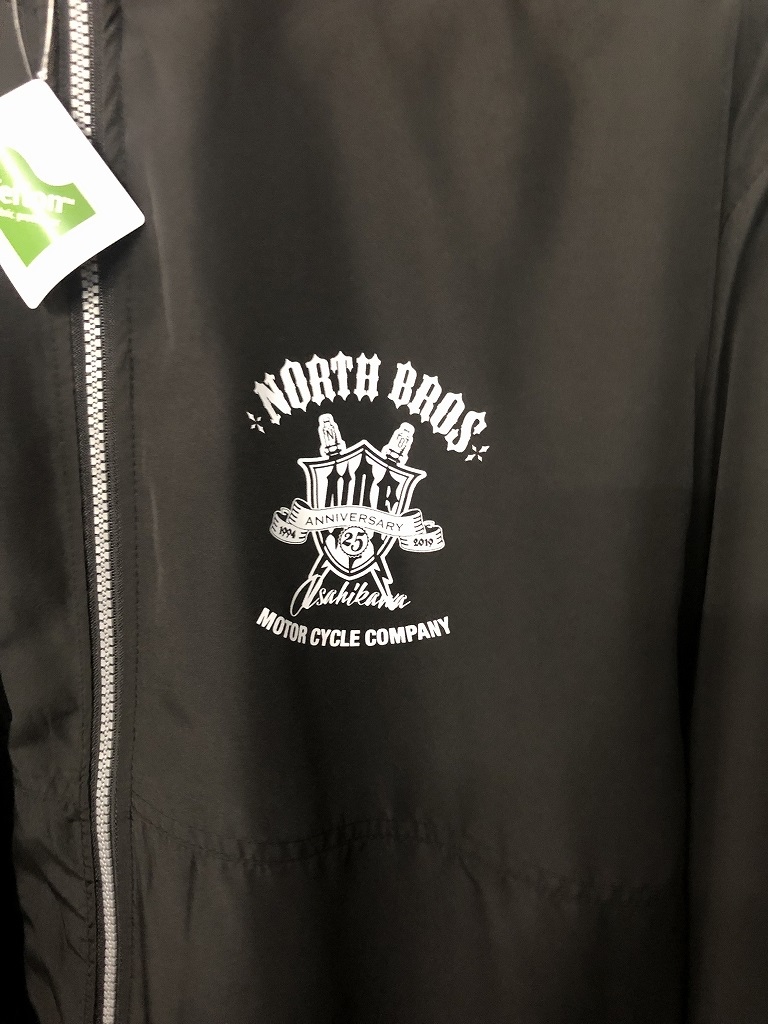 NORTH BROS
ANNIVERSARY
1994 25 2019
Asahikawa
MOTOR CYCLE COMPANY